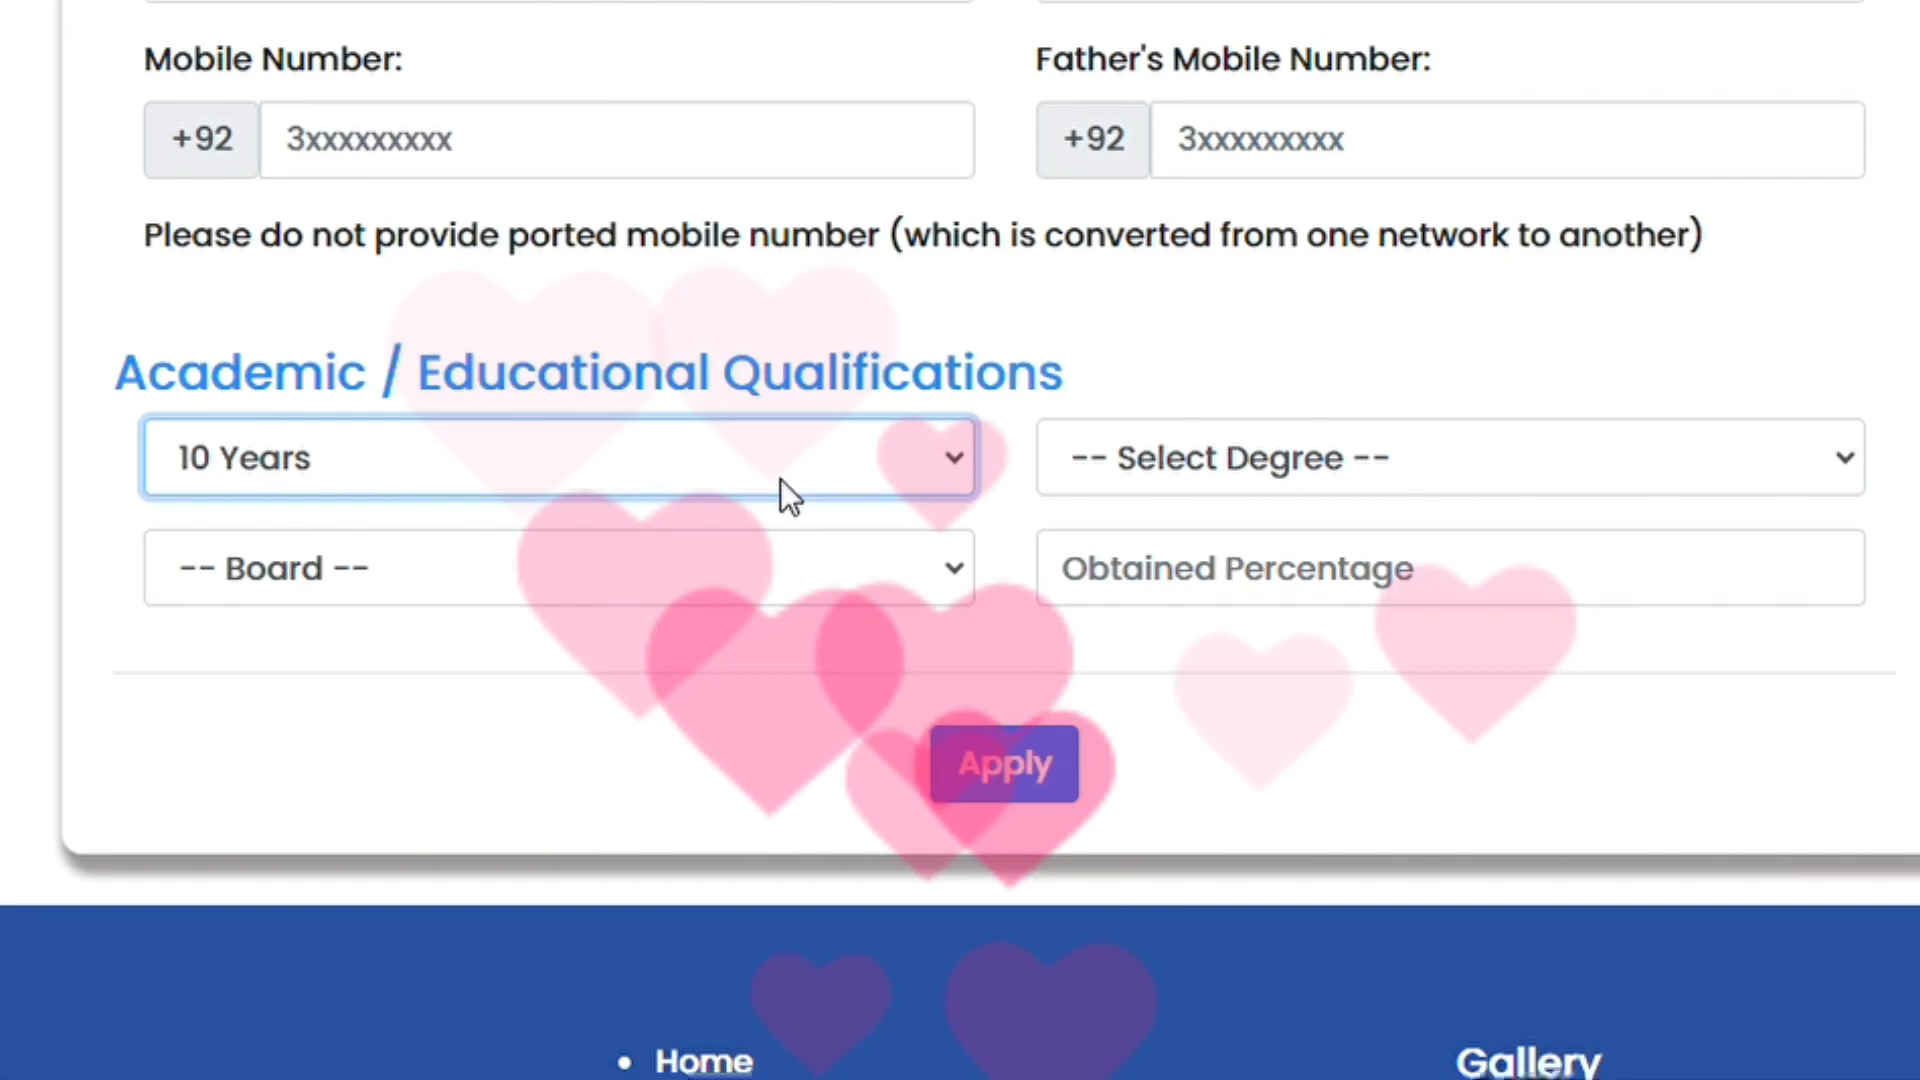 Mobile Number:
Father's Mobile Number:
+92 3xxxxxxxxx
+92 3xxxxxxxxx
Please do not provide ported mobile number (which is converted from one network to another)
Academic / Educational Qualifications
10 Years
-- Select Degree --
-- Board --
Obtained Percentage
Apply
• Home
Gallery